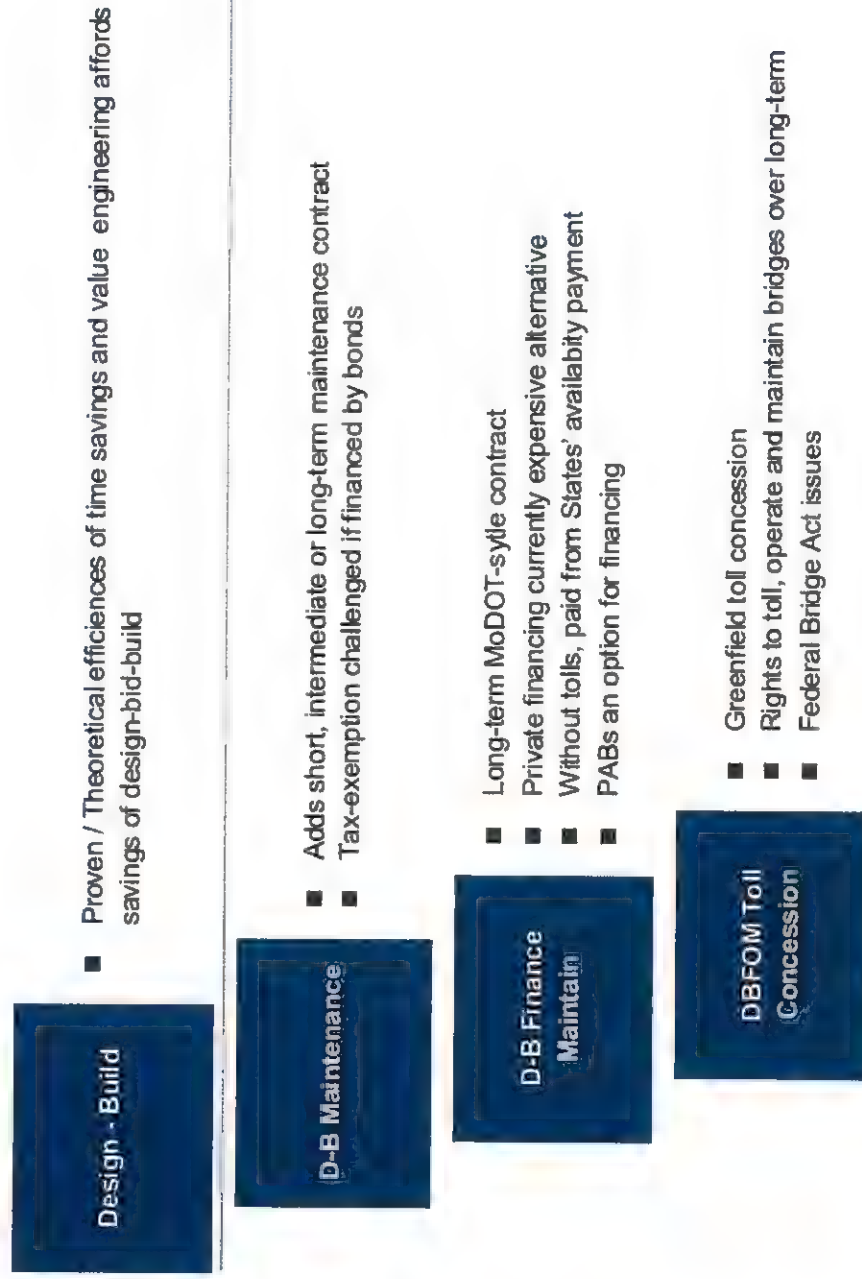 Design - Build
Proven / Theoretical efficiences of time savings and value engineering affords
savings of design-bid-build
D-B Maintenance
Adds short, intermediate or long-term maintenance contract
Tax-exemption challenged if financed by bonds
D-B Finance
Maintain
Long-term MoDOT-sytle contract
Private financing currently expensive alternative
Without tolls, paid from States' availabity payment
PABs an option for financing
DBFOM Toll
Concession
Greenfield toll concession
Rights to toll, operate and maintain bridges over long-term
Federal Bridge Act issues